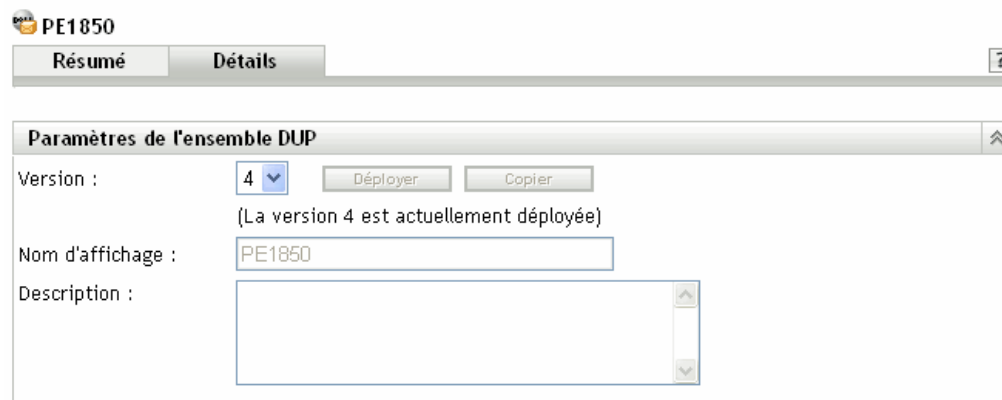 PE1850
Résumé Détails ?
Paramètres de l'ensemble DUP
Version : 4 Déployer Copier
(La version 4 est actuellement déployée)
Nom d'affichage : PE1850
Description :